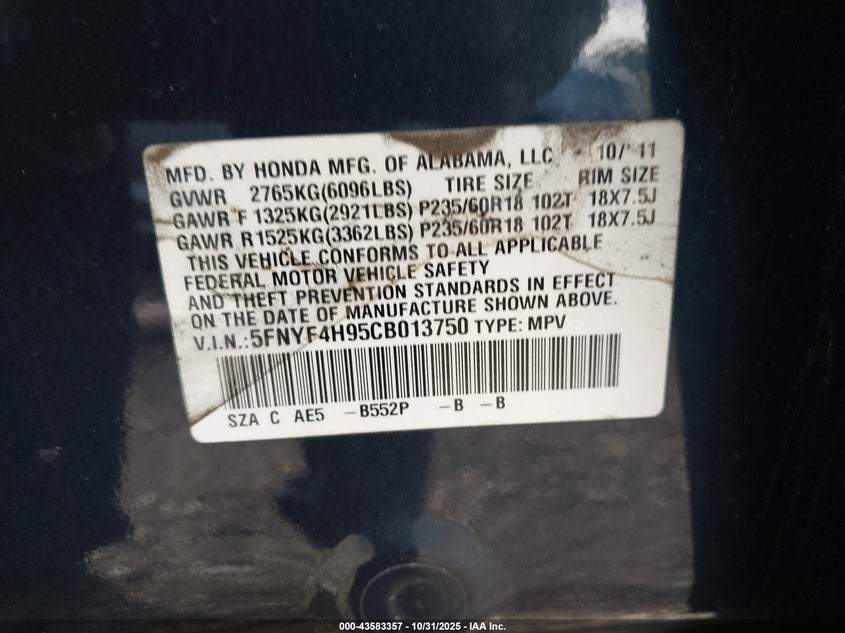 MFD. BY HONDA MFG. OF ALABAMA, LLC 10/ 11
GVWR 2765KG(6096LBS) TIRE SIZE RIM SIZE
GAWR F 1325KG(2921LBS) P235/60R18 102T 18X7.5J
GAWR R1525KG(3362LBS) P235/60R18 102T 18X7.5J
THIS VEHICLE CONFORMS TO ALL APPLICABLE
FEDERAL MOTOR VEHICLE SAFETY
AND THEFT PREVENTION STANDARDS IN EFFECT
ON THE DATE OF MANUFACTURE SHOWN ABOVE.
V.I.N.:5FNYF4H95CB013750 TYPE: MPV
SZA C AE5 -B552P -B -B
000-43583357 - 10/31/2025 - IAA Inc.